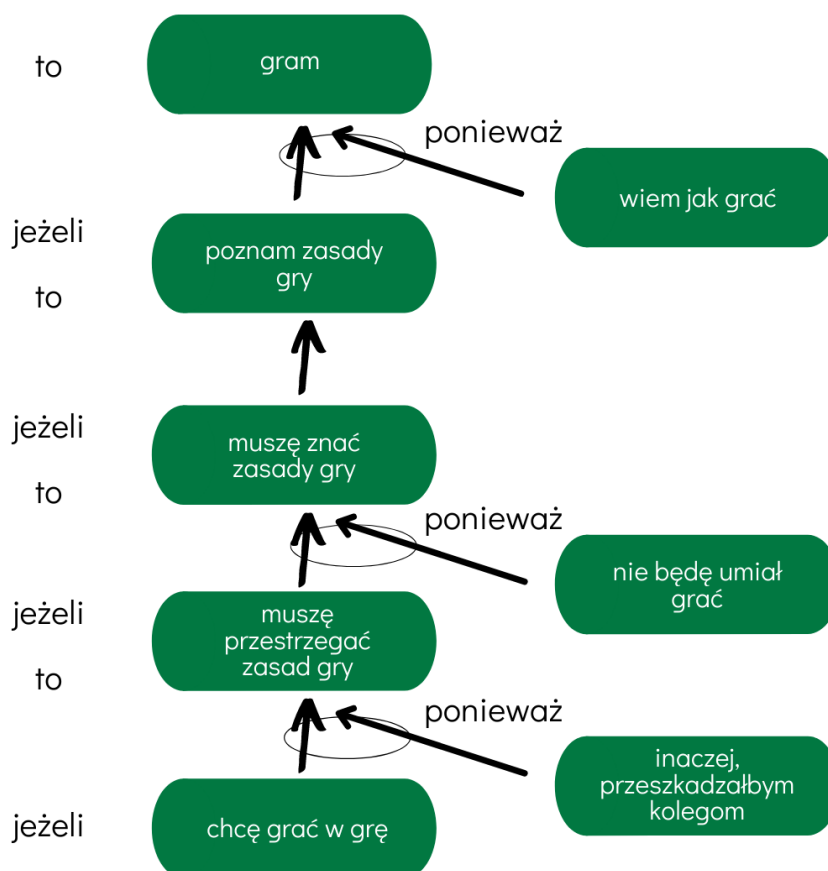 to
gram
ponieważ
wiem jak grać
jeżeli
poznam zasady
gry
to
jeżeli
muszę znać
zasady gry
to
ponieważ
nie będę umiał
grać
jeżeli
muszę
przestrzegać
zasad gry
to
ponieważ
inaczej,
przeszkadzałbym
kolegom
jeżeli
chcę grać w grę